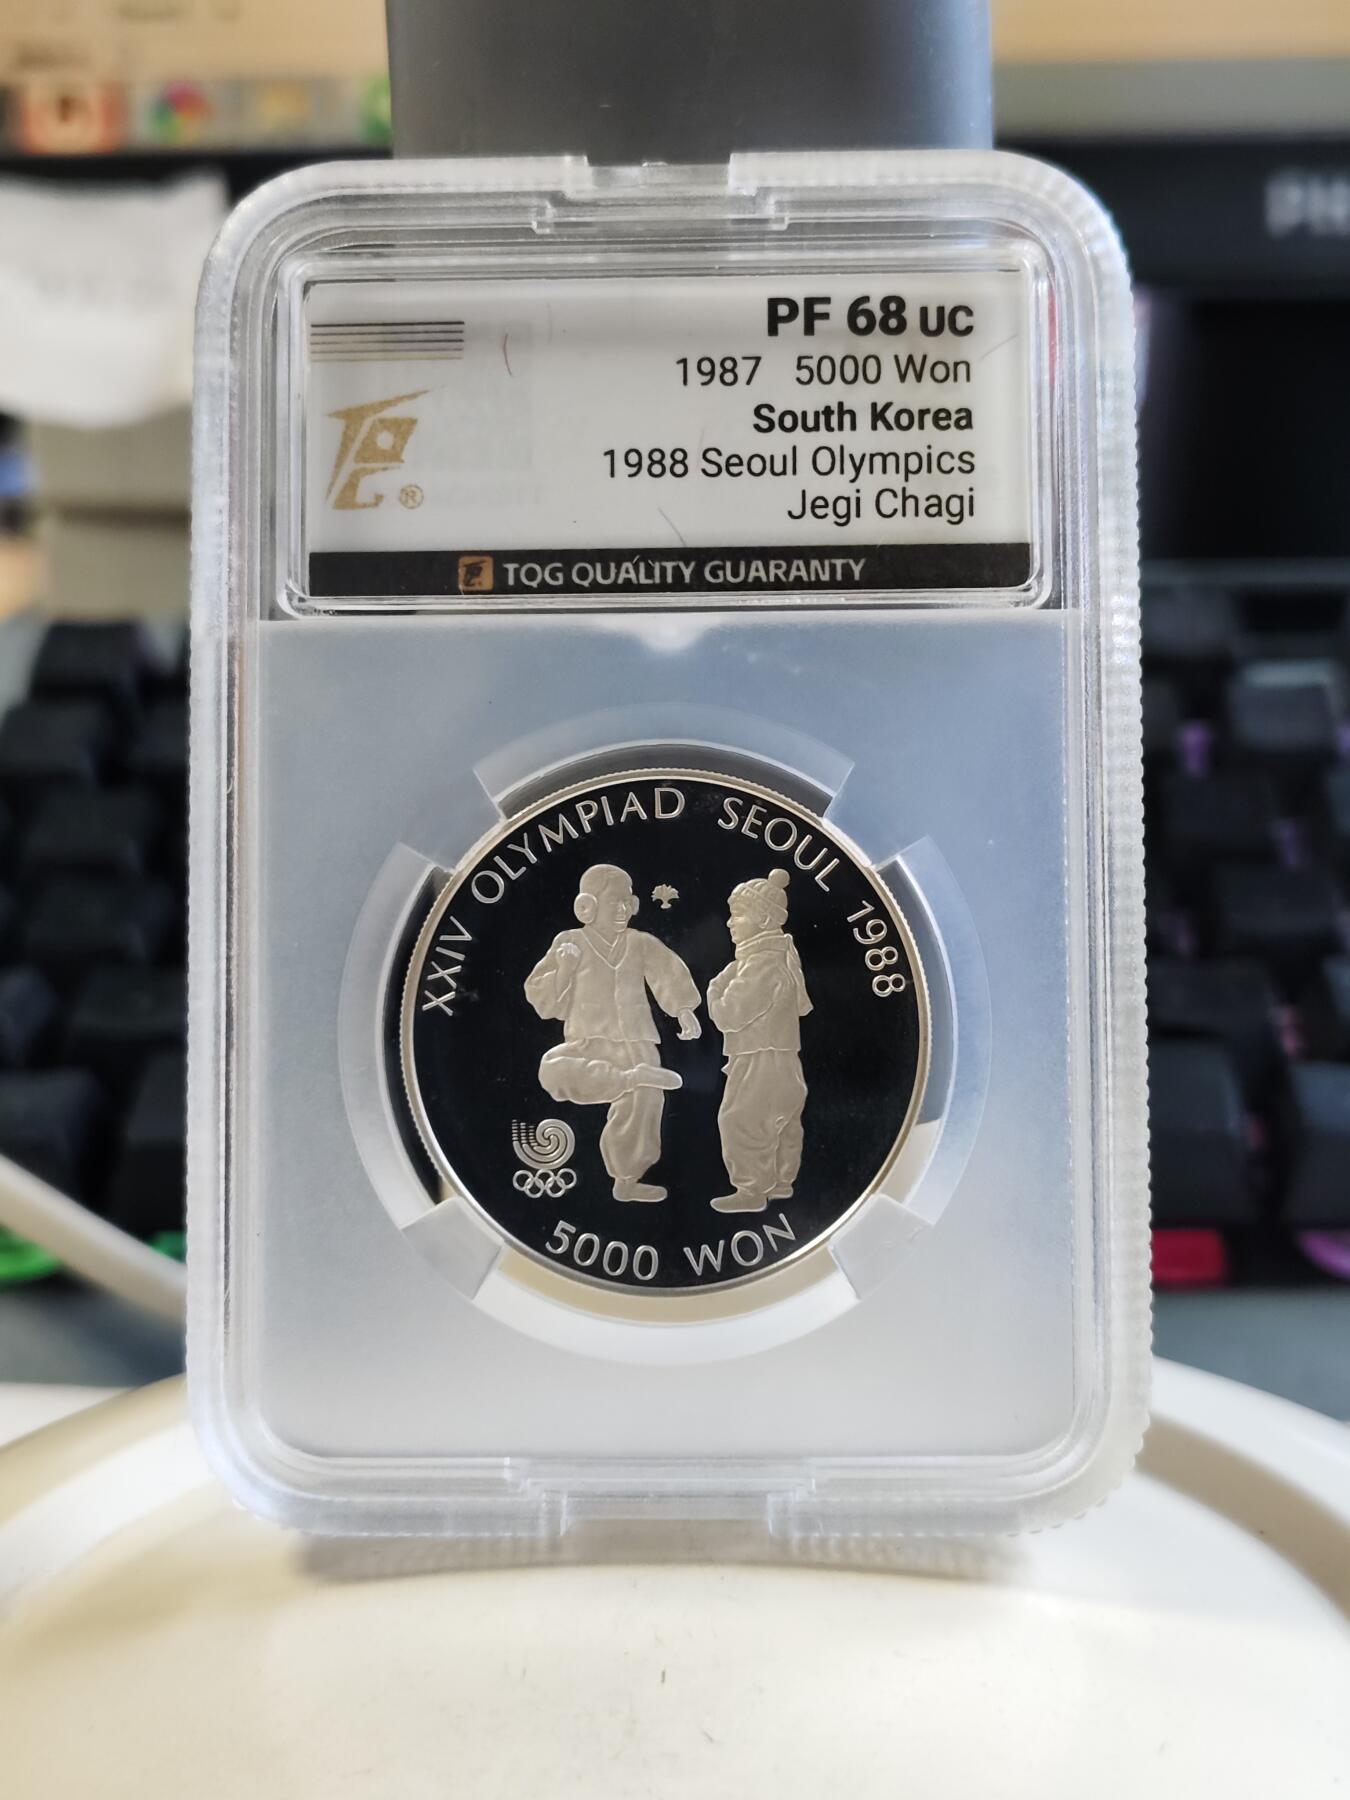 PF 68 UC
1987 5000 Won
South Korea
1988 Seoul Olympics
Jegi Chagi
TQG ®
TQG QUALITY GUARANTY
XXIV OLYMPIAD SEOUL 1988
5000 WON